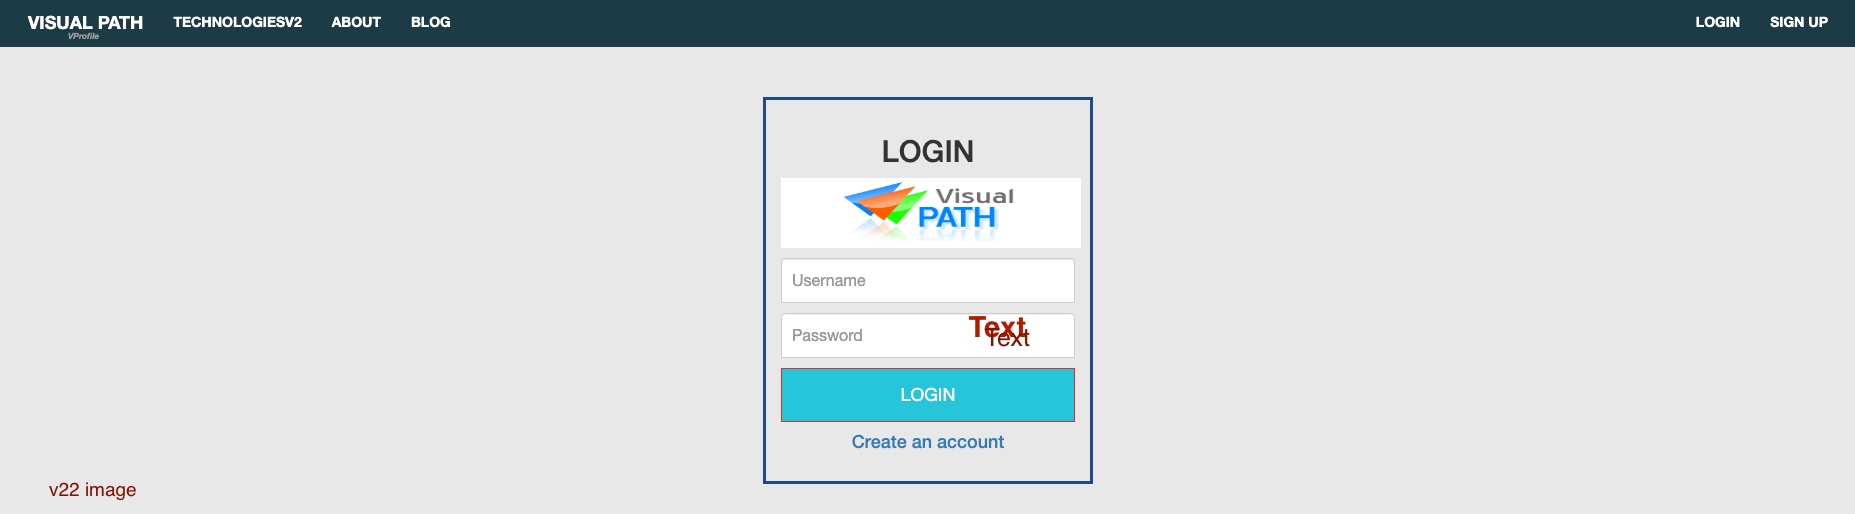 VISUAL PATH TECHNOLOGIESV2 ABOUT BLOG LOGIN SIGN UP
VProfile
LOGIN
Visual
PATH
Username
Password
Text
Text
LOGIN
Create an account
v22 image